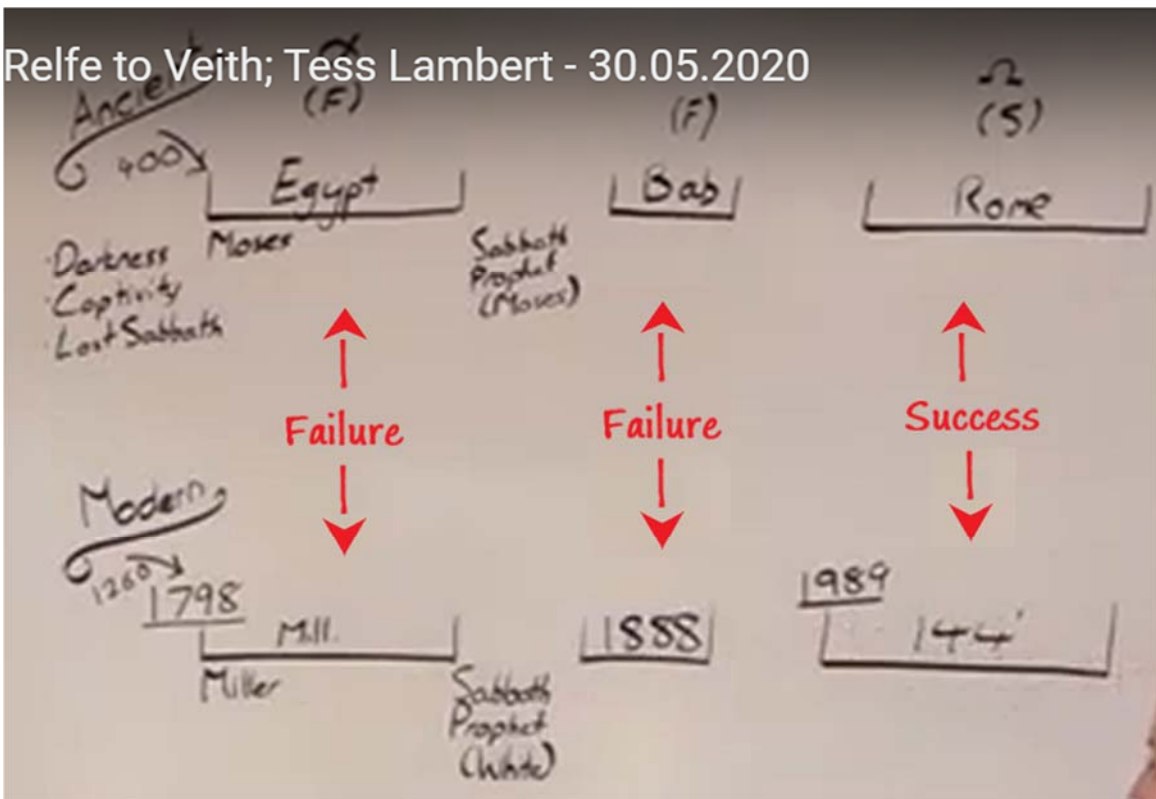 Relfe to Veith; Tess Lambert - 30.05.2020
Ancient
α
(F)
(F)
Ω
(S)
400
Egypt
Bab
Rome
Moses
Darkness
Captivity
Lost Sabbath
Sabbath
Prophet
(Moses)
Failure
Failure
Success
Modern
1260
1798
Mill.
1888
1989
144
Miller
Sabbath
Prophet
(White)